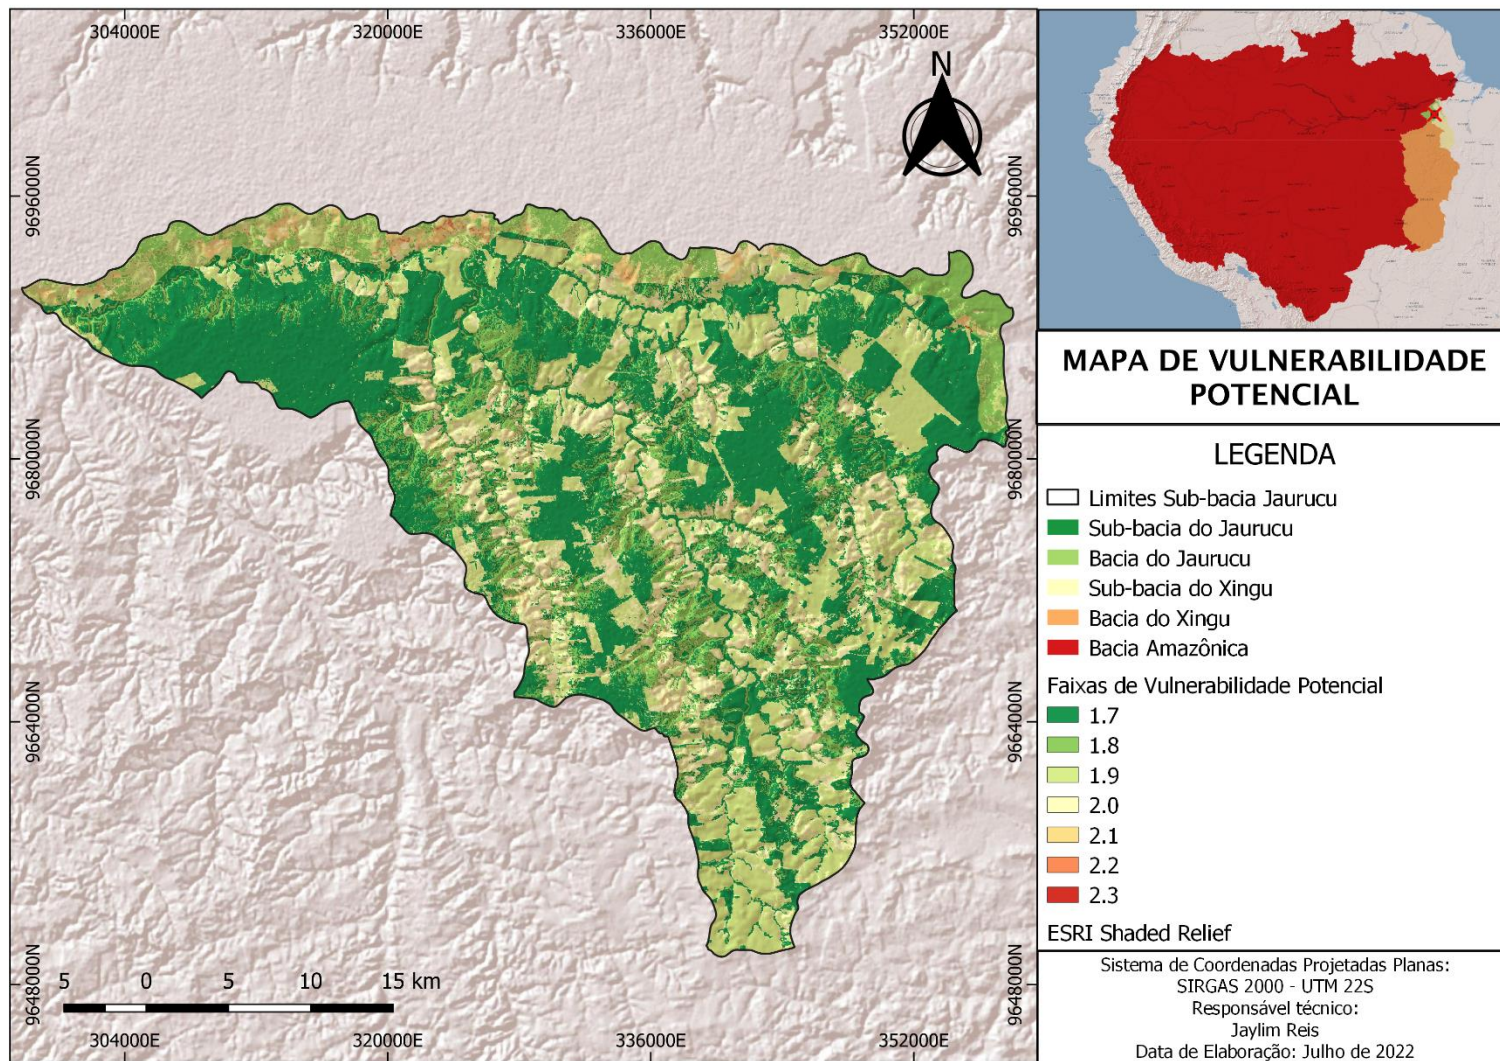 304000E
320000E
336000E
352000E
N
9696000N
9696000N
9680000N
9680000N
9664000N
9664000N
9648000N
9648000N
5
0
5
10
15 km
304000E
320000E
336000E
352000E
MAPA DE VULNERABILIDADE
POTENCIAL
LEGENDA
Limites Sub-bacia Jaurucu
Sub-bacia do Jaurucu
Bacia do Jaurucu
Sub-bacia do Xingu
Bacia do Xingu
Bacia Amazônica
Faixas de Vulnerabilidade Potencial
1.7
1.8
1.9
2.0
2.1
2.2
2.3
ESRI Shaded Relief
Sistema de Coordenadas Projetadas Planas:
SIRGAS 2000 - UTM 22S
Responsável técnico:
Jaylim Reis
Data de Elaboração: Julho de 2022